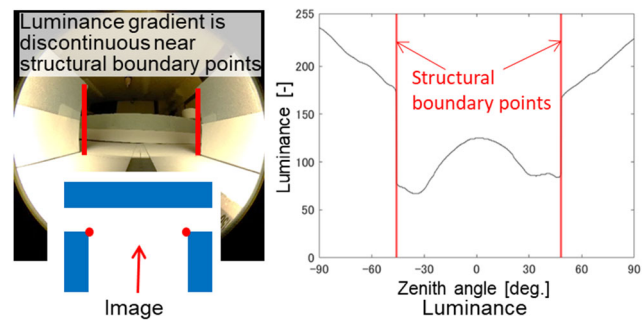 Luminance gradient is
discontinuous near
structural boundary points
Image
255
200
150
100
50
0
Luminance [-]
Structural
boundary points
-90
-60
-30
0
30
60
90
Zenith angle [deg.]
Luminance